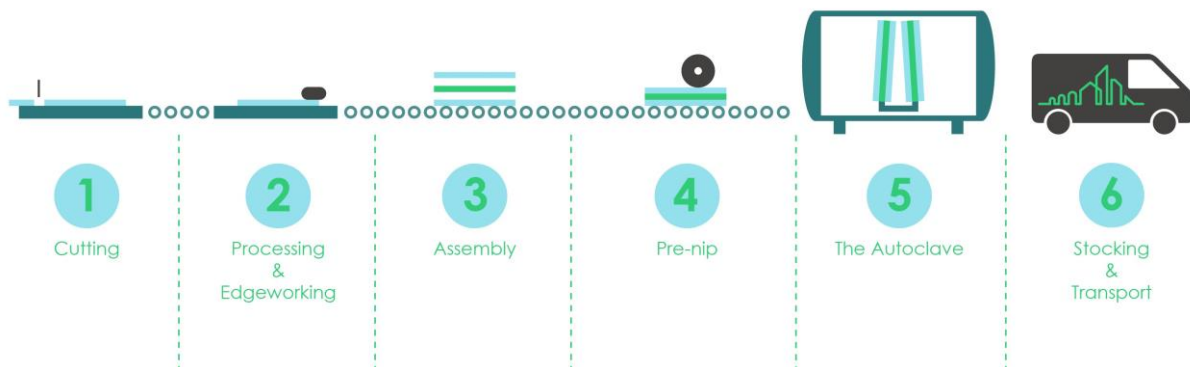 1
Cutting
2
Processing
&
Edgeworking
3
Assembly
4
Pre-nip
5
The Autoclave
6
Stocking
&
Transport